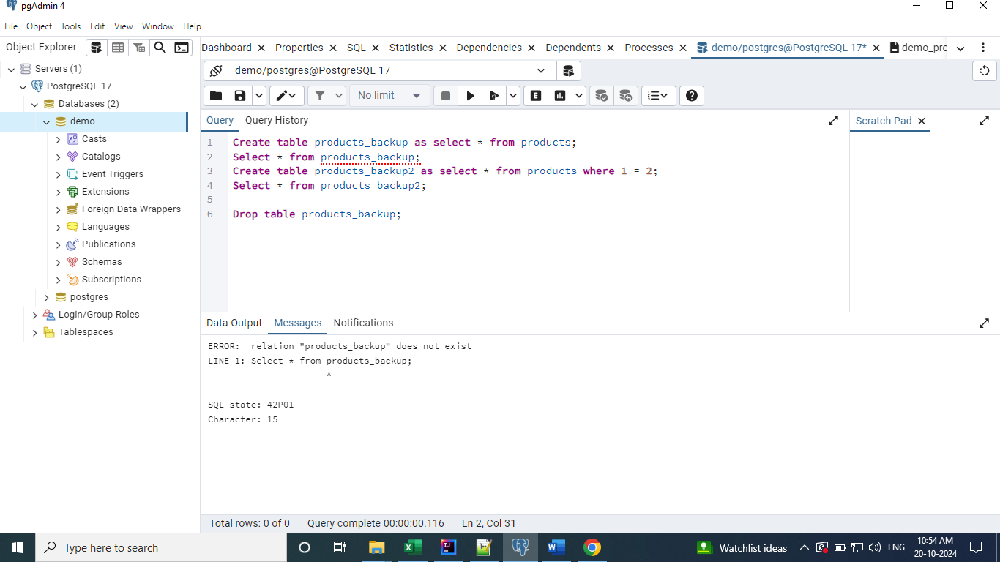 pgAdmin 4
File Object Tools Edit View Window Help
Object Explorer
Dashboard Properties SQL Statistics Dependencies Dependents Processes demo/postgres@PostgreSQL 17* demo_pro
Servers (1)
PostgreSQL 17
Databases (2)
demo
Casts
Catalogs
Event Triggers
Extensions
Foreign Data Wrappers
Languages
Publications
Schemas
Subscriptions
postgres
Login/Group Roles
Tablespaces
demo/postgres@PostgreSQL 17
No limit
E
Query Query History
Scratch Pad
1 Create table products_backup as select * from products;
2 Select * from products_backup;
3 Create table products_backup2 as select * from products where 1 = 2;
4 Select * from products_backup2;
5
6 Drop table products_backup;
Data Output Messages Notifications
ERROR:  relation "products_backup" does not exist
LINE 1: Select * from products_backup;
^
SQL state: 42P01
Character: 15
Total rows: 0 of 0 Query complete 00:00:00.116 Ln 2, Col 31
Type here to search
Watchlist ideas
ENG
10:54 AM
20-10-2024